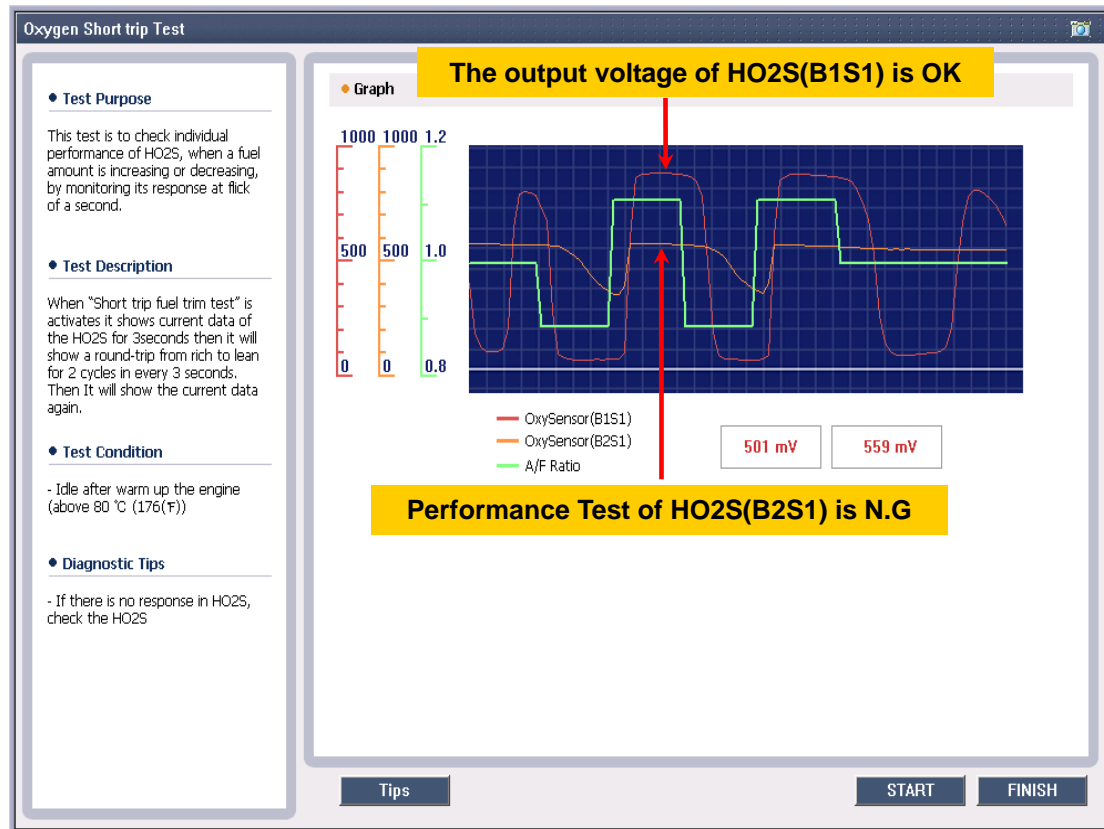 Oxygen Short trip Test
Test Purpose
This test is to check individual
performance of HO2S, when a fuel
amount is increasing or decreasing,
by monitoring its response at flick
of a second.
Test Description
When “Short trip fuel trim test” is
activates it shows current data of
the HO2S for 3seconds then it will
show a round-trip from rich to lean
for 2 cycles in every 3 seconds.
Then It will show the current data
again.
Test Condition
- Idle after warm up the engine
(above 80 ℃ (176(℉))
Diagnostic Tips
- If there is no response in HO2S,
check the HO2S
The output voltage of HO2S(B1S1) is OK
Graph
1000 1000 1.2
500 500 1.0
0 0 0.8
OxySensor(B1S1)
OxySensor(B2S1)
A/F Ratio
501 mV 559 mV
Performance Test of HO2S(B2S1) is N.G
Tips START FINISH